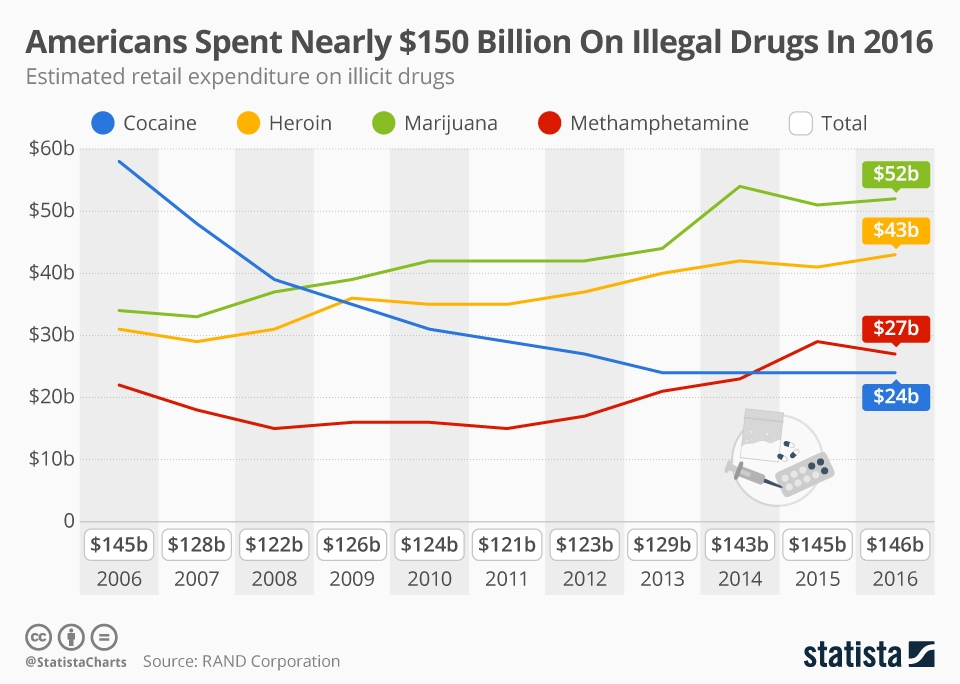 Americans Spent Nearly $150 Billion On Illegal Drugs In 2016
Estimated retail expenditure on illicit drugs
Cocaine Heroin Marijuana Methamphetamine Total
$60b
$52b
$50b
$43b
$40b
$30b
$27b
$20b
$24b
$10b
0
$145b $128b $122b $126b $124b $121b $123b $129b $143b $145b $146b
2006 2007 2008 2009 2010 2011 2012 2013 2014 2015 2016
cc
@StatistaCharts Source: RAND Corporation
statista